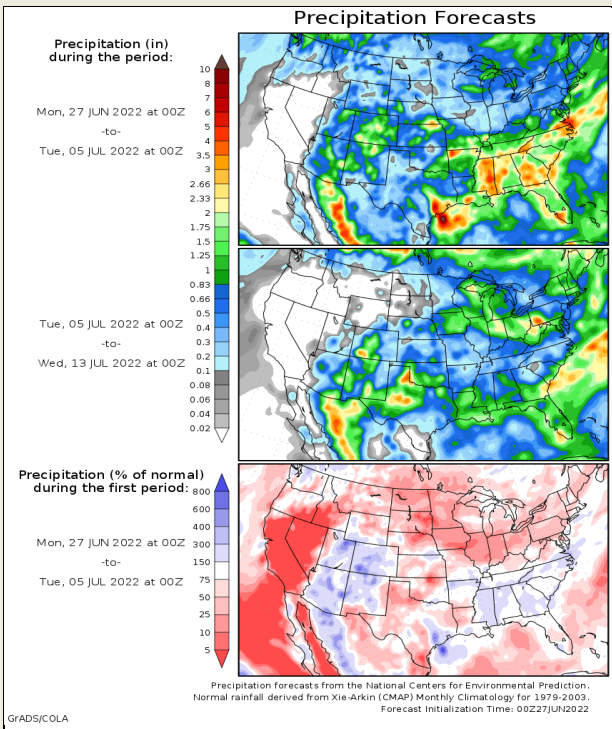 Precipitation Forecasts
Precipitation (in)
during the period:
Mon, 27 JUN 2022 at 00Z
-to-
Tue, 05 JUL 2022 at 00Z
10
8
7
6
5
4
3.5
3
2.66
2.33
2
1.75
1.5
1.25
1
0.83
0.66
0.5
0.4
0.3
0.2
0.1
0.08
0.06
0.04
0.02
Tue, 05 JUL 2022 at 00Z
-to-
Wed, 13 JUL 2022 at 00Z
Precipitation (% of normal)
during the first period:
Mon, 27 JUN 2022 at 00Z
-to-
Tue, 05 JUL 2022 at 00Z
800
600
400
300
150
75
50
25
10
5
Precipitation forecasts from the National Centers for Environmental Prediction.
Normal rainfall derived from Xie-Arkin (CMAP) Monthly Climatology for 1979-2003.
Forecast Initialization Time: 00Z27JUN2022
GrADS/COLA